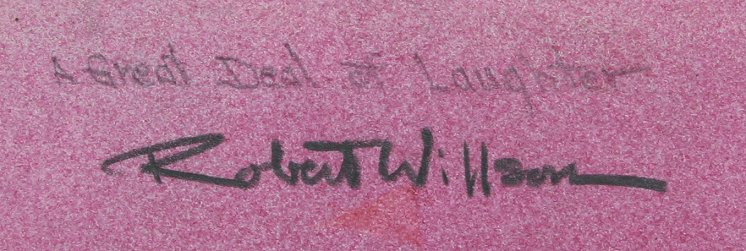 A Great Deal of Laughter
Robert Willson